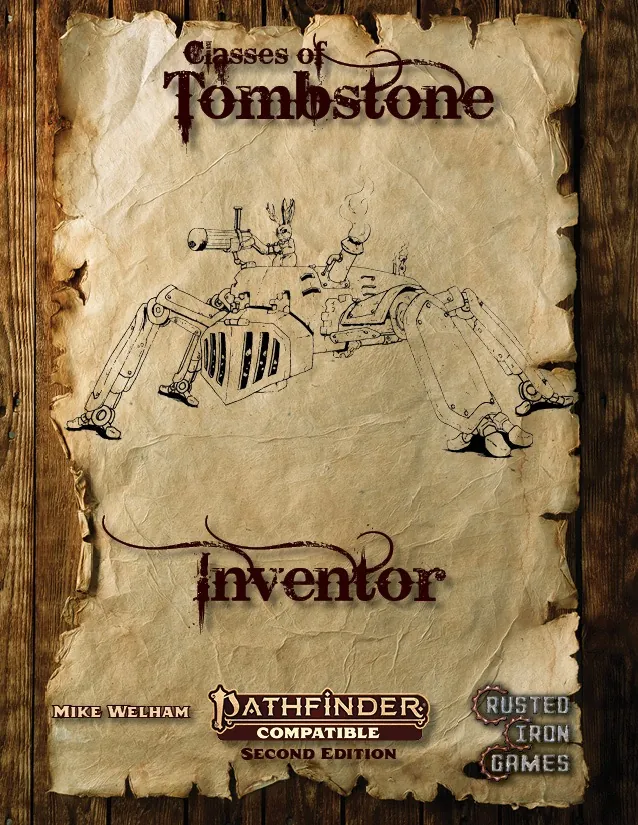 Classes of
Tombstone
Inventor
Mike Welham
Pathfinder
Compatible
Second Edition
Rusted
Iron
Games